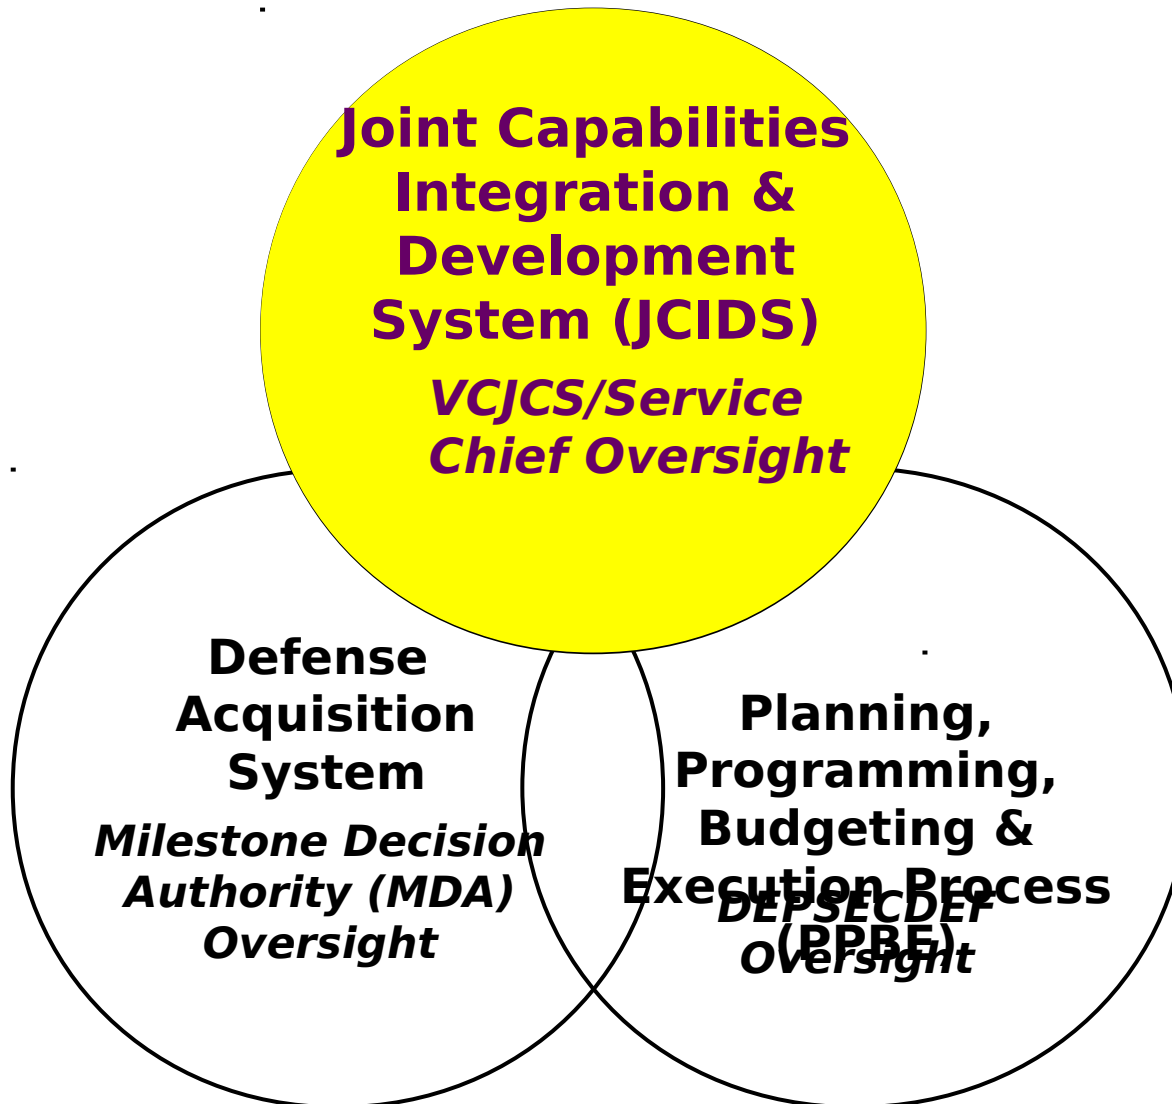 Joint Capabilities
Integration &
Development
System (JCIDS)
VCJCS/Service
Chief Oversight
Defense
Acquisition
System
Milestone Decision
Authority (MDA)
Oversight
Planning,
Programming,
Budgeting &
Execution Process
(PPBE)
DEPSECDEF
Oversight